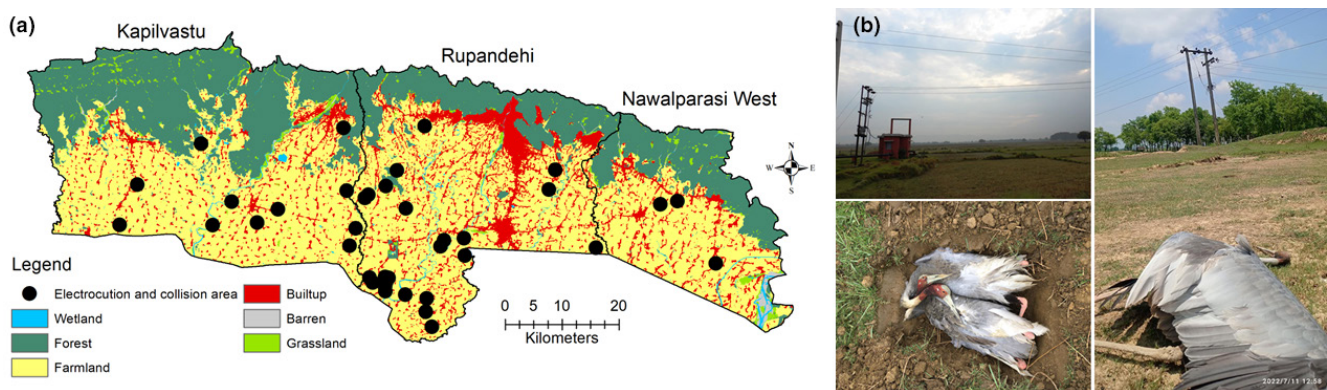 (a)
Kapilvastu
Rupandehi
Nawalparasi West
N
W E
S
Legend
Electrocution and collision area
Wetland
Forest
Farmland
Builtup
Barren
Grassland
0 5 10 20
Kilometers
(b)
2022/7/11 12:53